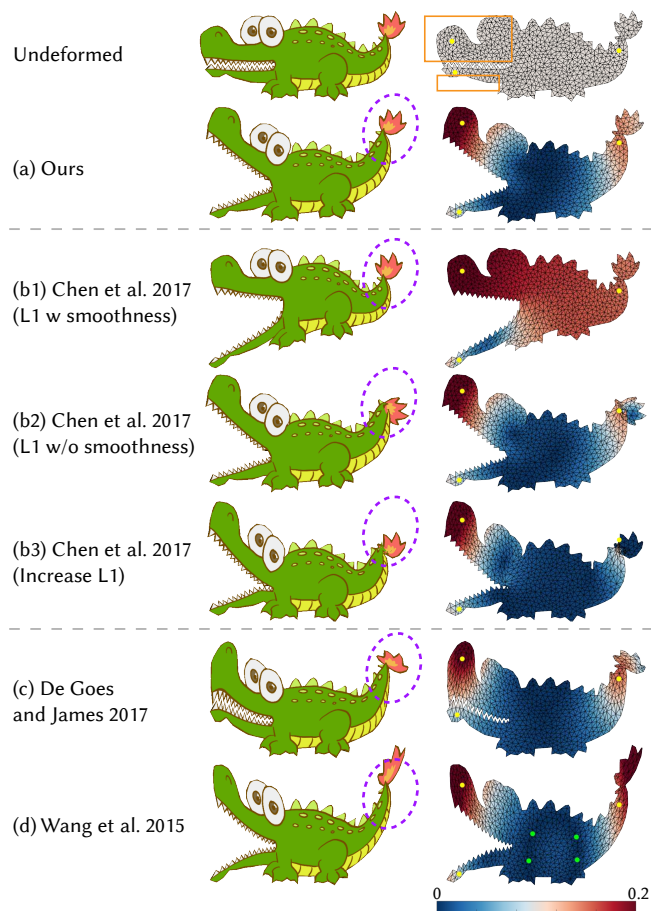 Undeformed
(a) Ours
(b1) Chen et al. 2017
(L1 w smoothness)
(b2) Chen et al. 2017
(L1 w/o smoothness)
(b3) Chen et al. 2017
(Increase L1)
(c) De Goes
and James 2017
(d) Wang et al. 2015
0 0.2